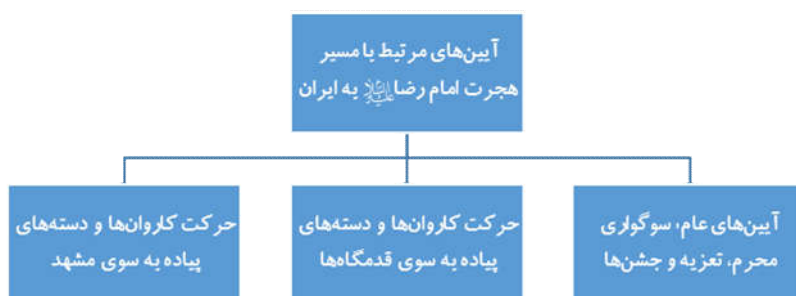 آیین‌های مرتبط با مسیر
هجرت امام رضا علیه‌السلام به ایران
آیین‌های عام، سوگواری
محرم، تعزیه و جشن‌ها
حرکت کاروان‌ها و دسته‌های
پیاده به سوی قدمگاه‌ها
حرکت کاروان‌ها و دسته‌های
پیاده به سوی مشهد